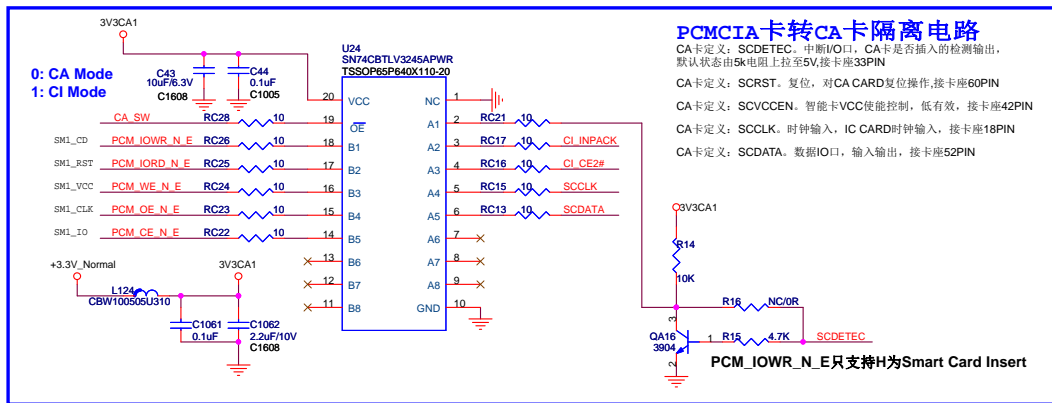 PCMCIA卡转CA卡隔离电路
CA卡定义：SCDETEC。中断I/O口，CA卡是否插入的检测输出，
默认状态由5k电阻上拉至5V,接卡座33PIN
CA卡定义：SCRST。复位，对CA CARD复位操作,接卡座60PIN
CA卡定义：SCVCCEN。智能卡VCC使能控制，低有效，接卡座42PIN
CA卡定义：SCCLK。时钟输入，IC CARD时钟输入，接卡座18PIN
CA卡定义：SCDATA。数据IO口，输入输出，接卡座52PIN
3V3CA1
0: CA Mode
1: CI Mode
C43
10uF/6.3V
C1608
C44
0.1uF
C1005
U24
SN74CBTLV3245APWR
TSSOP65P640X110-20
20 VCC NC 1
CA_SW RC28 10 19 OE A1 2 RC21 10
SM1_CD PCM_IOWR_N_E RC26 10 18 B1 A2 3 RC17 10 CI_INPACK
SM1_RST PCM_IORD_N_E RC25 10 17 B2 A3 4 RC16 10 CI_CE2#
SM1_VCC PCM_WE_N_E RC24 10 16 B3 A4 5 RC15 10 SCCLK
SM1_CLK PCM_OE_N_E RC23 10 15 B4 A5 6 RC13 10 SCDATA
SM1_IO PCM_CE_N_E RC22 10 14 B5 A6 7
13 B6 A7 8
12 B7 A8 9
11 B8 GND 10
+3.3V_Normal
3V3CA1
L124
CBW100505U310
C1061
0.1uF
C1062
2.2uF/10V
C1608
3V3CA1
R14
10K
R16 NC/0R
QA16
3904
3
1
2
R15 4.7K SCDETEC
PCM_IOWR_N_E只支持H为Smart Card Insert